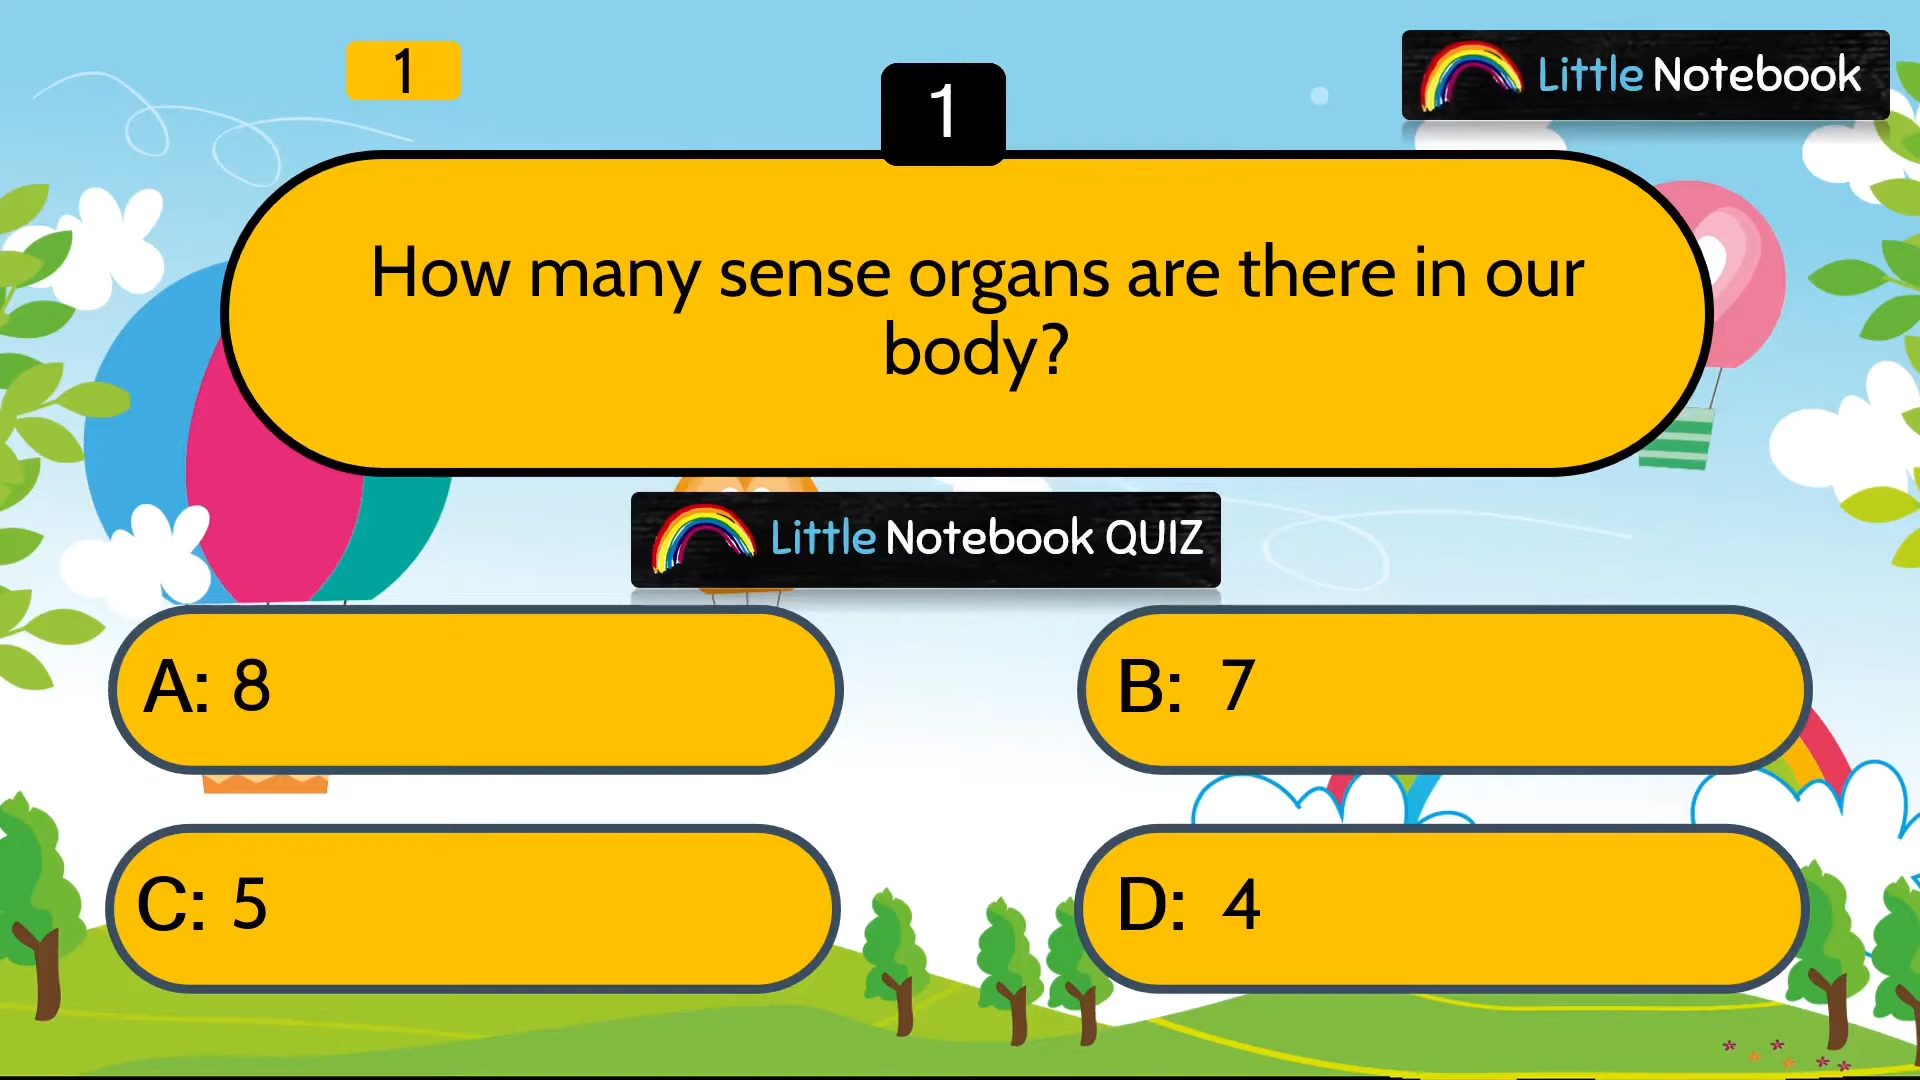 1
1
Little Notebook
How many sense organs are there in our
body?
Little Notebook QUIZ
A: 8
B: 7
C: 5
D: 4